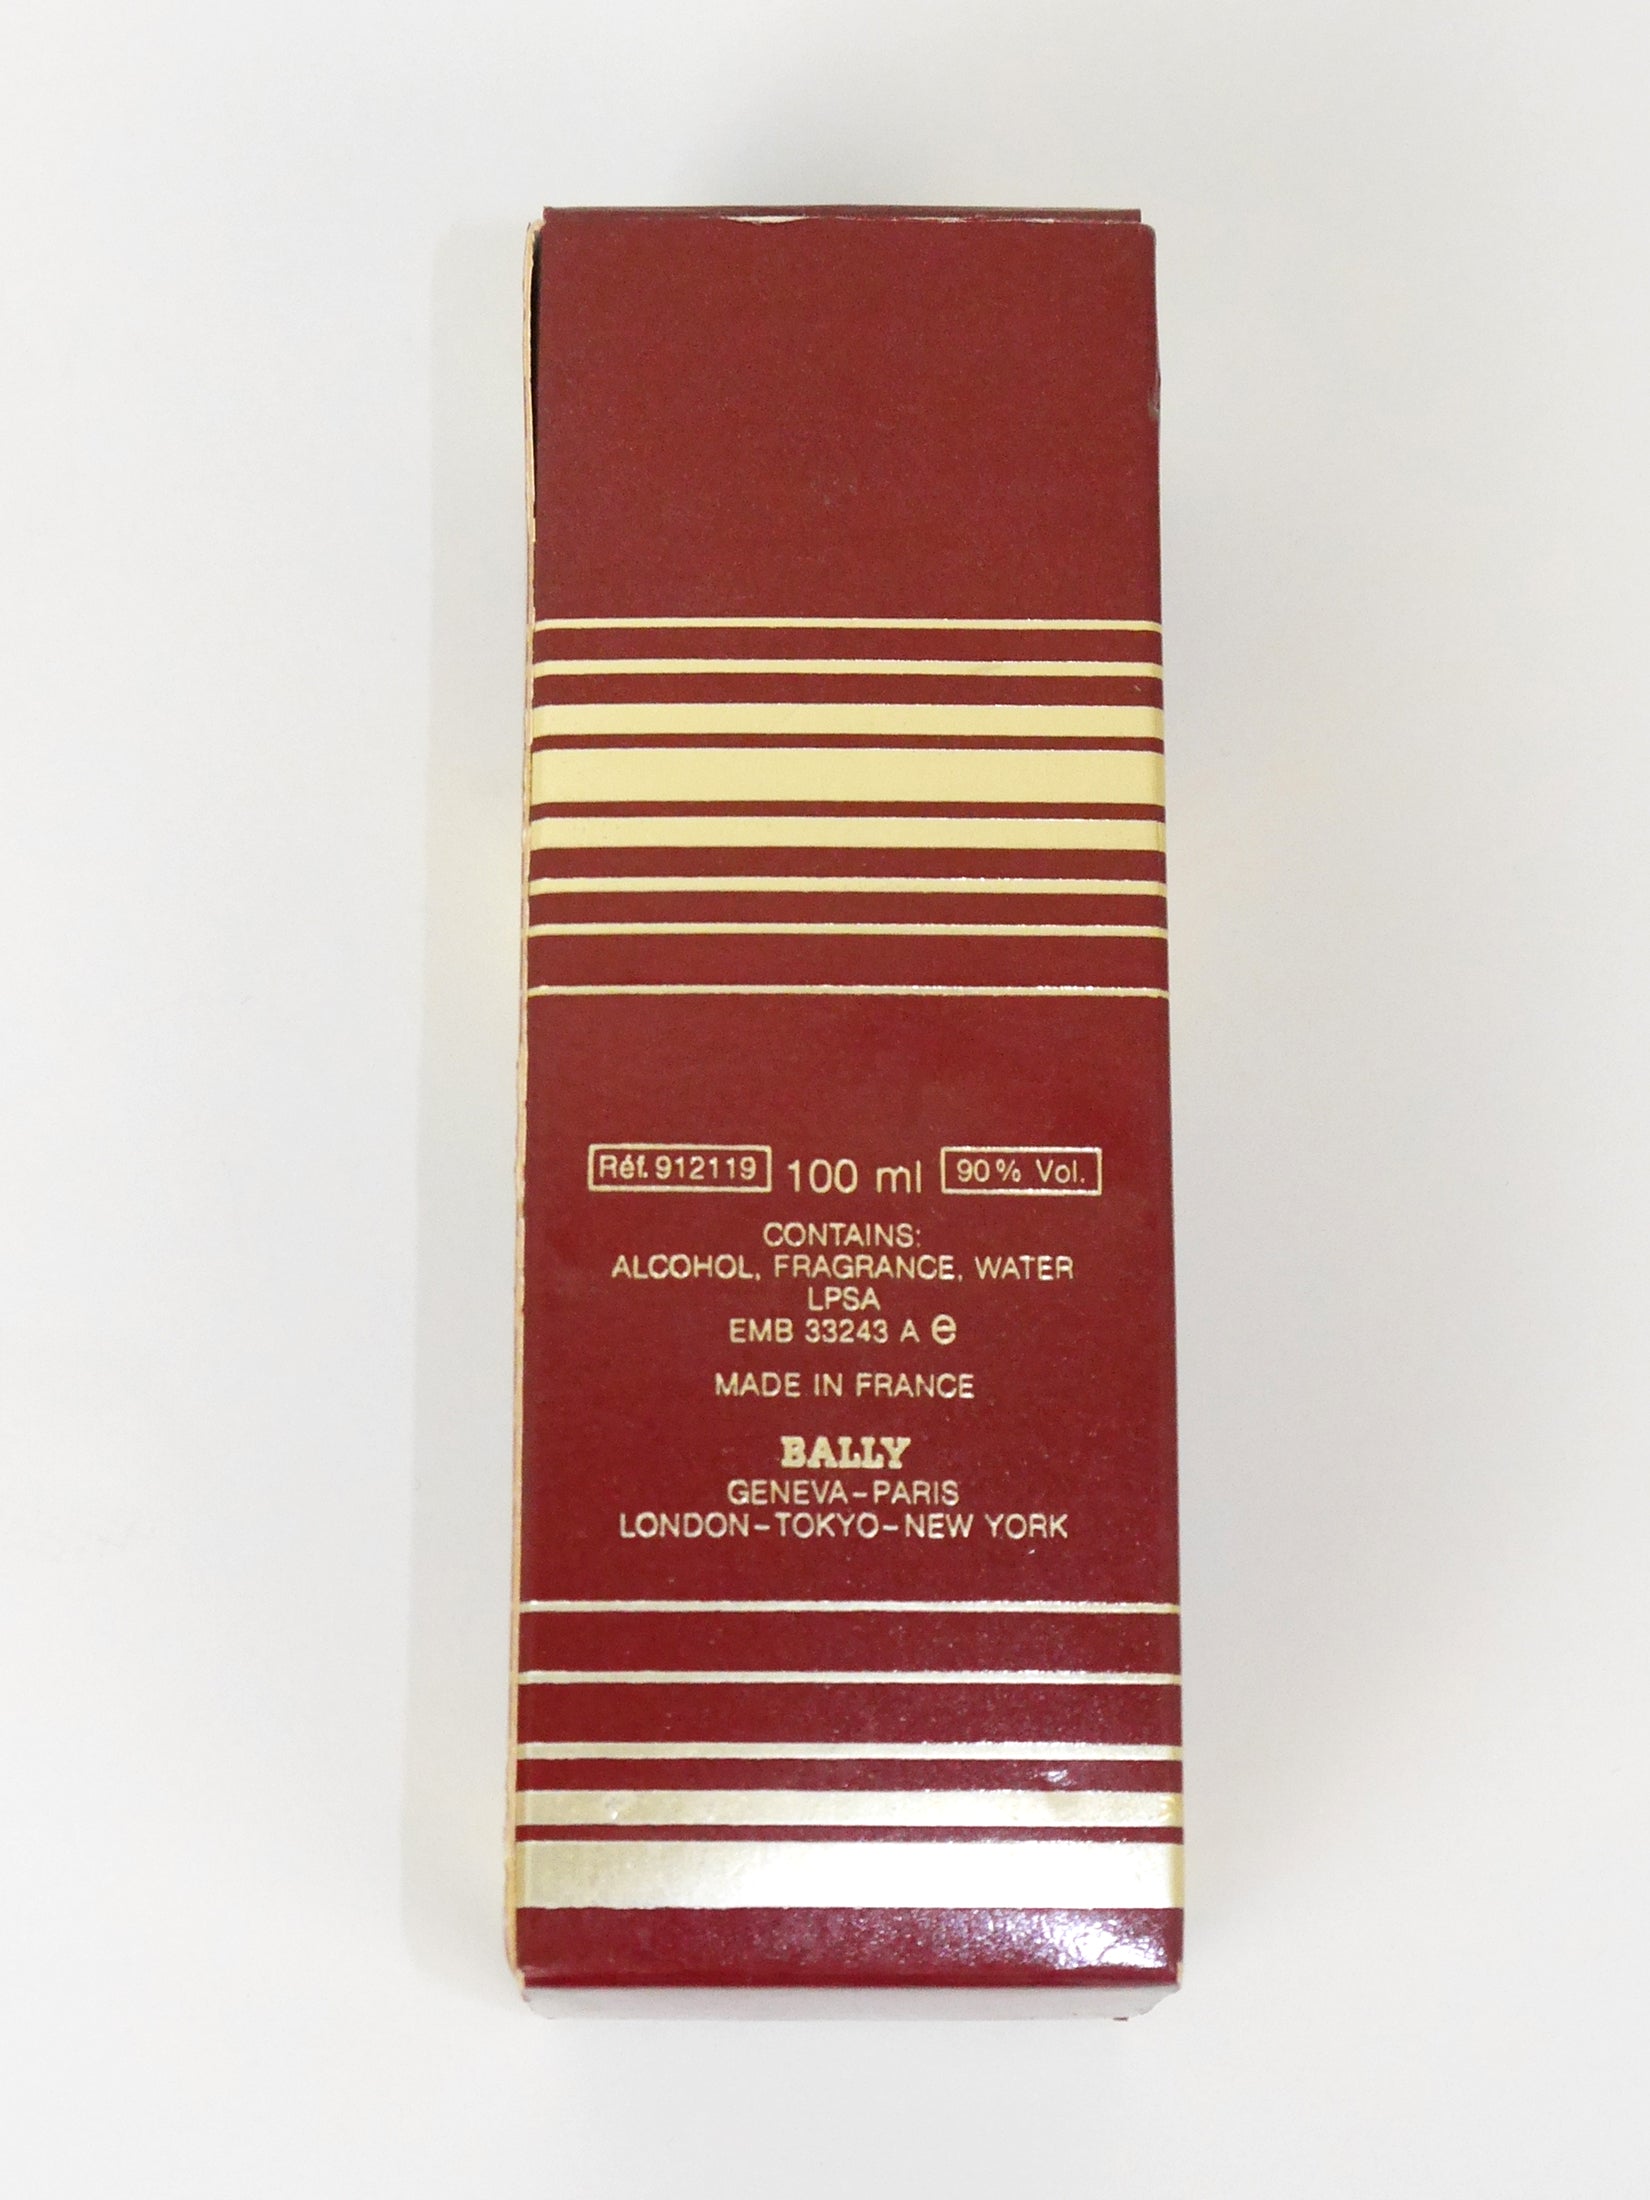 Réf. 912119 100 ml 90% Vol.
CONTAINS:
ALCOHOL, FRAGRANCE, WATER
LPSA
EMB 33243 A e
MADE IN FRANCE
BALLY
GENEVA-PARIS
LONDON-TOKYO-NEW YORK